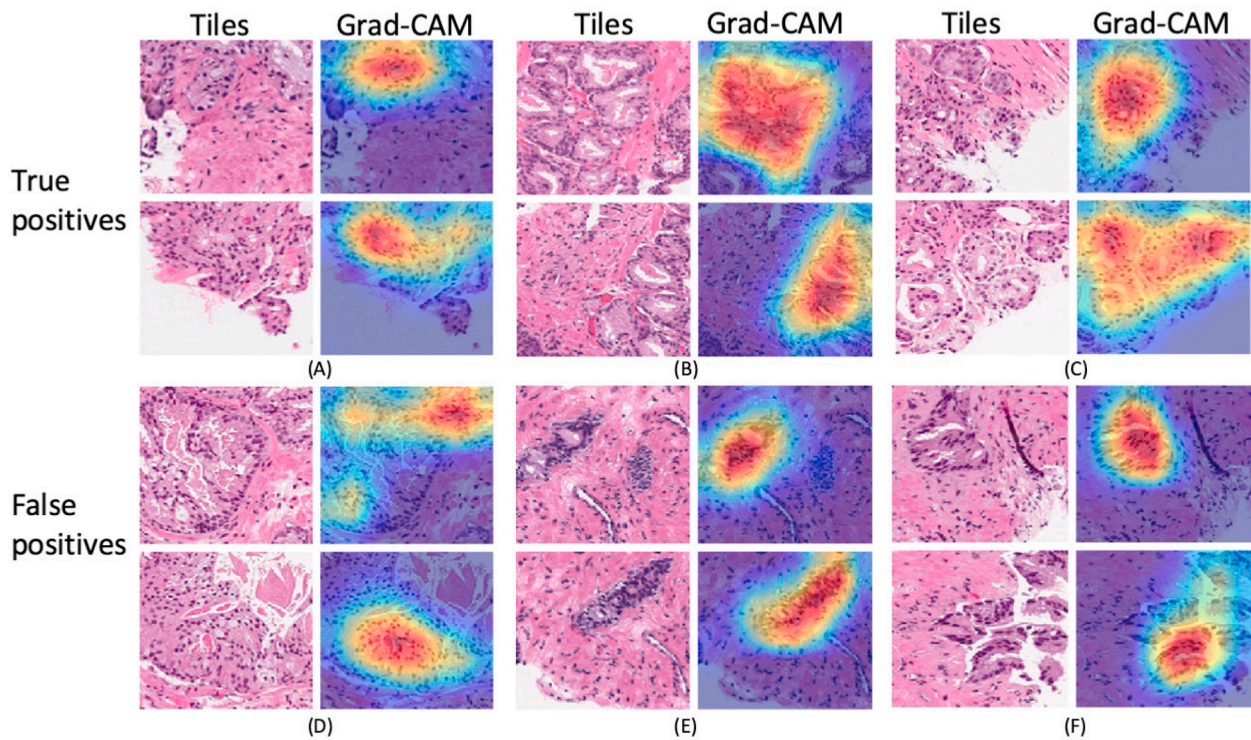 Tiles Grad-CAM Tiles Grad-CAM Tiles Grad-CAM
True
positives
(A) (B) (C)
False
positives
(D) (E) (F)